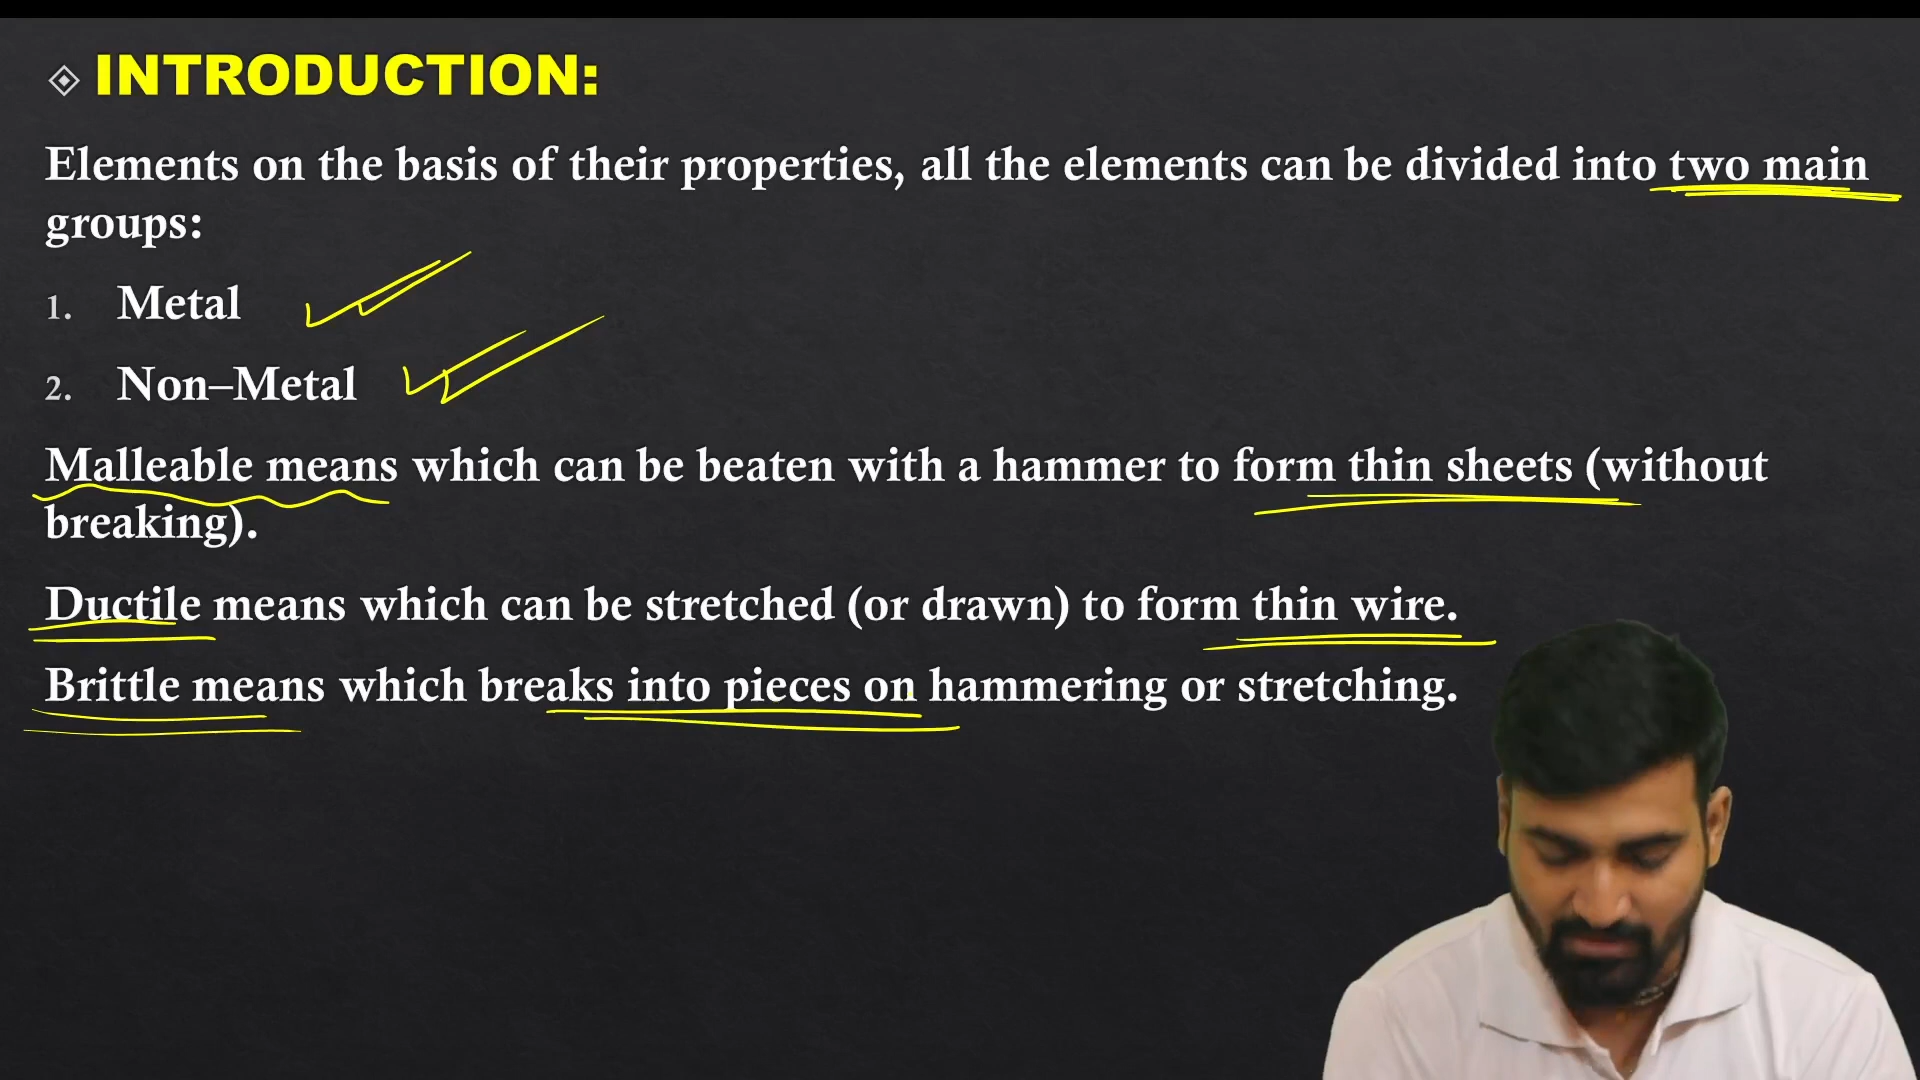 INTRODUCTION:
Elements on the basis of their properties, all the elements can be divided into two main
groups:
1. Metal
2. Non–Metal
Malleable means which can be beaten with a hammer to form thin sheets (without
breaking).
Ductile means which can be stretched (or drawn) to form thin wire.
Brittle means which breaks into pieces on hammering or stretching.